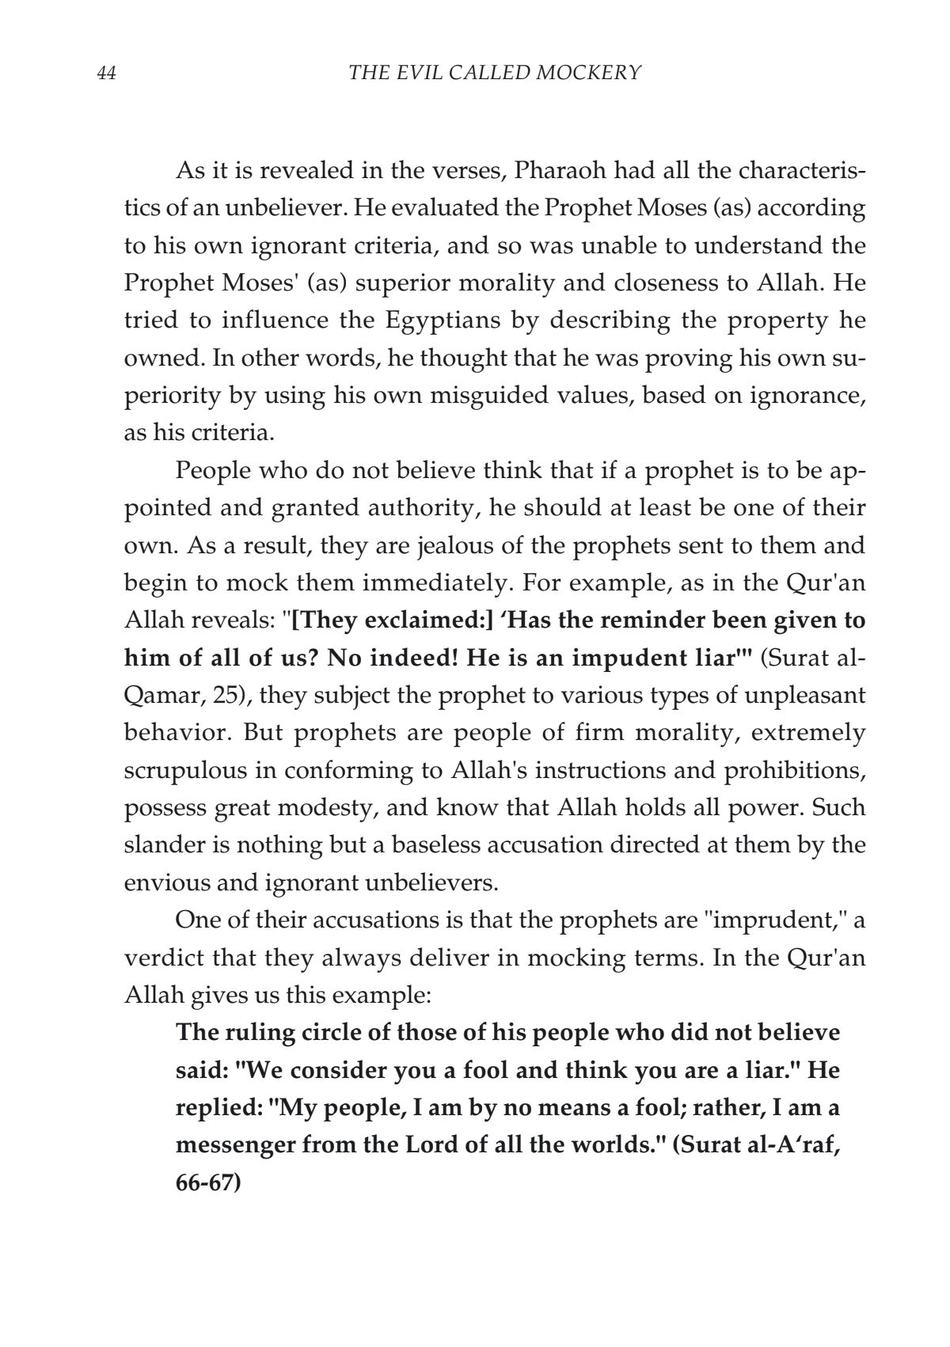 44
THE EVIL CALLED MOCKERY
As it is revealed in the verses, Pharaoh had all the characteris-
tics of an unbeliever. He evaluated the Prophet Moses (as) according
to his own ignorant criteria, and so was unable to understand the
Prophet Moses' (as) superior morality and closeness to Allah. He
tried to influence the Egyptians by describing the property he
owned. In other words, he thought that he was proving his own su-
periority by using his own misguided values, based on ignorance,
as his criteria.
People who do not believe think that if a prophet is to be ap-
pointed and granted authority, he should at least be one of their
own. As a result, they are jealous of the prophets sent to them and
begin to mock them immediately. For example, as in the Qur'an
Allah reveals: "[They exclaimed:] ‘Has the reminder been given to
him of all of us? No indeed! He is an impudent liar'" (Surat al-
Qamar, 25), they subject the prophet to various types of unpleasant
behavior. But prophets are people of firm morality, extremely
scrupulous in conforming to Allah's instructions and prohibitions,
possess great modesty, and know that Allah holds all power. Such
slander is nothing but a baseless accusation directed at them by the
envious and ignorant unbelievers.
One of their accusations is that the prophets are "imprudent," a
verdict that they always deliver in mocking terms. In the Qur'an
Allah gives us this example:
The ruling circle of those of his people who did not believe
said: "We consider you a fool and think you are a liar." He
replied: "My people, I am by no means a fool; rather, I am a
messenger from the Lord of all the worlds." (Surat al-A‘raf,
66-67)